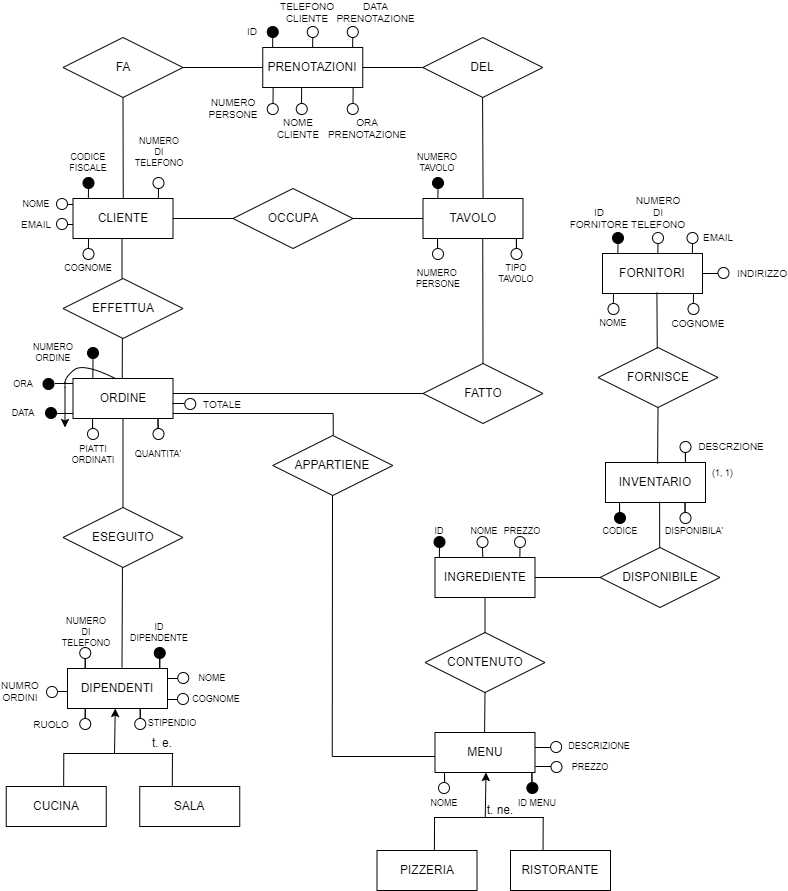 TELEFONO
CLIENTE
DATA
PRENOTAZIONE
ID
FA
PRENOTAZIONI
DEL
NUMERO
PERSONE
NOME
CLIENTE
ORA
PRENOTAZIONE
CODICE
FISCALE
NUMERO
DI
TELEFONO
NUMERO
TAVOLO
NOME
EMAIL
CLIENTE
OCCUPA
TAVOLO
COGNOME
NUMERO
PERSONE
TIPO
TAVOLO
ID
FORNITORE
NUMERO
DI
TELEFONO
EMAIL
FORNITORI
INDIRIZZO
NOME
COGNOME
EFFETTUA
NUMERO
ORDINE
ORA
DATA
ORDINE
TOTALE
FATTO
FORNISCE
PIATTI
ORDINATI
QUANTITA'
APPARTIENE
DESCRZIONE
INVENTARIO
(1, 1)
CODICE
DISPONIBILA'
ESEGUITO
ID
NOME
PREZZO
INGREDIENTE
DISPONIBILE
NUMERO
DI
TELEFONO
ID
DIPENDENTE
NUMRO
ORDINI
DIPENDENTI
NOME
COGNOME
RUOLO
STIPENDIO
CONTENUTO
t. e.
MENU
DESCRIZIONE
PREZZO
NOME
ID MENU
CUCINA
SALA
t. ne.
PIZZERIA
RISTORANTE